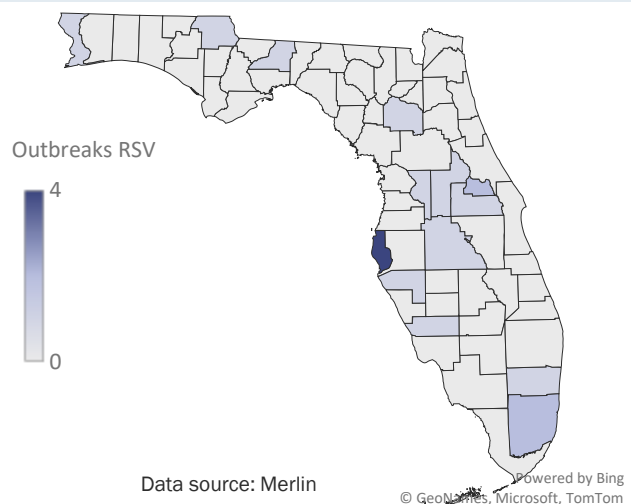 Outbreaks RSV
4
0
Data source: Merlin
Powered by Bing
© GeoNames, Microsoft, TomTom